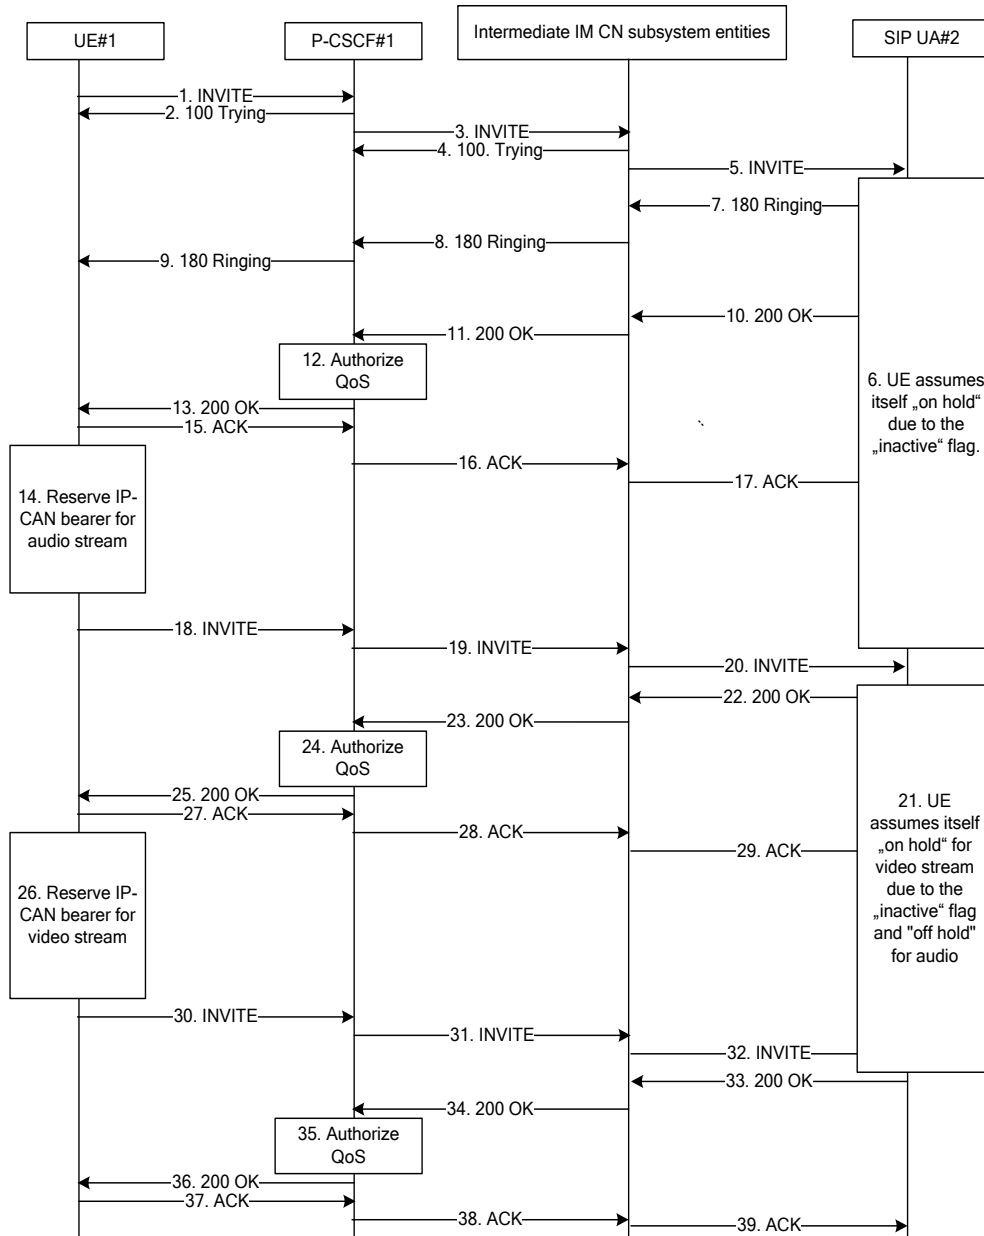 UE#1
P-CSCF#1
Intermediate IM CN subsystem entities
SIP UA#2
1. INVITE
2. 100 Trying
3. INVITE
4. 100. Trying
5. INVITE
7. 180 Ringing
8. 180 Ringing
9. 180 Ringing
10. 200 OK
11. 200 OK
12. Authorize
QoS
6. UE assumes
itself „on hold“
due to the
„inactive“ flag.
13. 200 OK
15. ACK
16. ACK
17. ACK
14. Reserve IP-
CAN bearer for
audio stream
18. INVITE
19. INVITE
20. INVITE
22. 200 OK
23. 200 OK
24. Authorize
QoS
25. 200 OK
27. ACK
28. ACK
29. ACK
21. UE
assumes itself
„on hold“ for
video stream
due to the
„inactive“ flag
and "off hold"
for audio
26. Reserve IP-
CAN bearer for
video stream
30. INVITE
31. INVITE
32. INVITE
33. 200 OK
34. 200 OK
35. Authorize
QoS
36. 200 OK
37. ACK
38. ACK
39. ACK